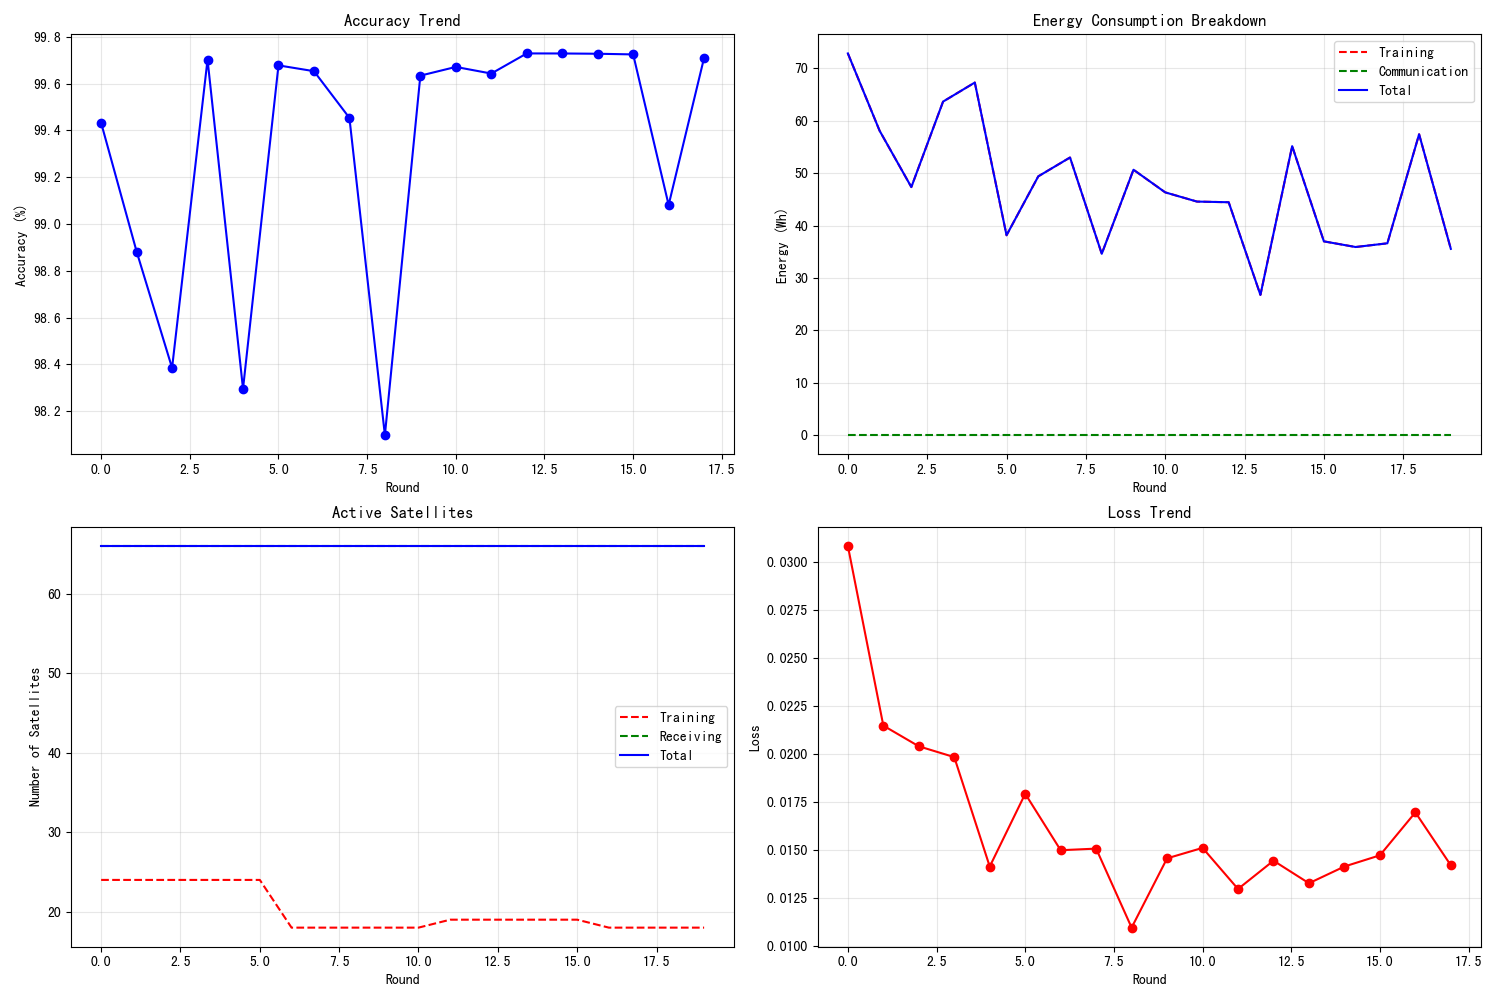 Accuracy Trend
99.8
99.6
99.4
99.2
99.0
98.8
98.6
98.4
98.2
Accuracy (%)
0.0 2.5 5.0 7.5 10.0 12.5 15.0 17.5
Round
Energy Consumption Breakdown
Training
Communication
Total
70
60
50
40
30
20
10
0
Energy (Wh)
0.0 2.5 5.0 7.5 10.0 12.5 15.0 17.5
Round
Active Satellites
60
50
40
30
20
Number of Satellites
Training
Receiving
Total
0.0 2.5 5.0 7.5 10.0 12.5 15.0 17.5
Round
Loss Trend
0.0300
0.0275
0.0250
0.0225
0.0200
0.0175
0.0150
0.0125
0.0100
Loss
0.0 2.5 5.0 7.5 10.0 12.5 15.0 17.5
Round